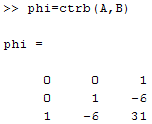 >> phi=ctrb(A,B)
phi =
0 0 1
0 1 -6
1 -6 31